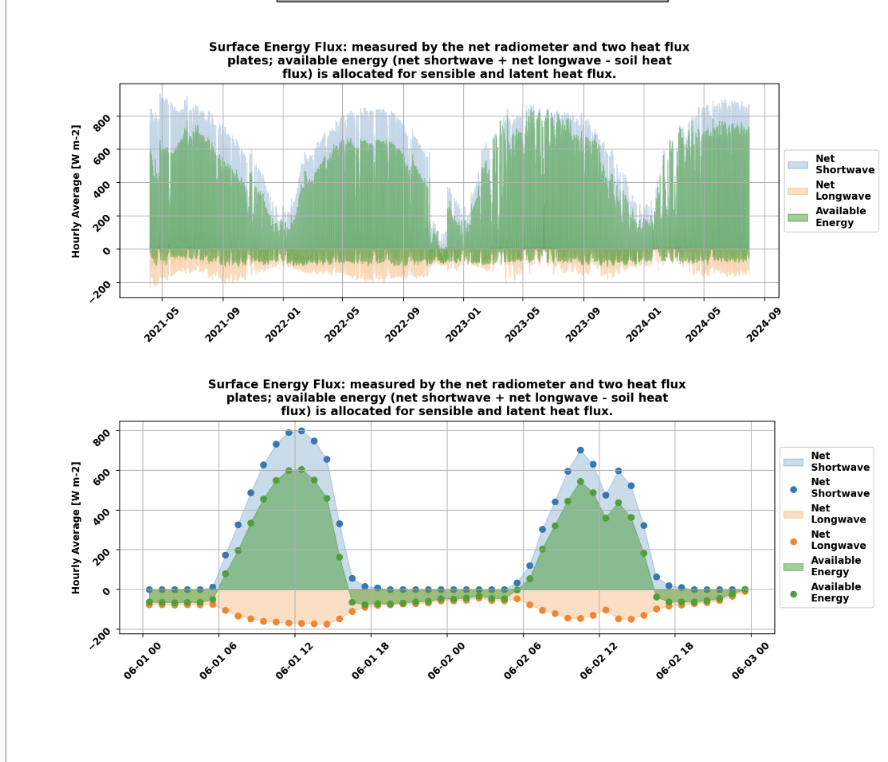 Surface Energy Flux: measured by the net radiometer and two heat flux
plates; available energy (net shortwave + net longwave - soil heat
flux) is allocated for sensible and latent heat flux.
Hourly Average [W m-2]
800
600
400
200
0
−200
2021-05
2021-09
2022-01
2022-05
2022-09
2023-01
2023-05
2023-09
2024-01
2024-05
2024-09
Net
Shortwave
Net
Longwave
Available
Energy
Surface Energy Flux: measured by the net radiometer and two heat flux
plates; available energy (net shortwave + net longwave - soil heat
flux) is allocated for sensible and latent heat flux.
Hourly Average [W m-2]
800
600
400
200
0
−200
06-01 00
06-01 06
06-01 12
06-01 18
06-02 00
06-02 06
06-02 12
06-02 18
06-03 00
Net
Shortwave
Net
Shortwave
Net
Longwave
Net
Longwave
Available
Energy
Available
Energy